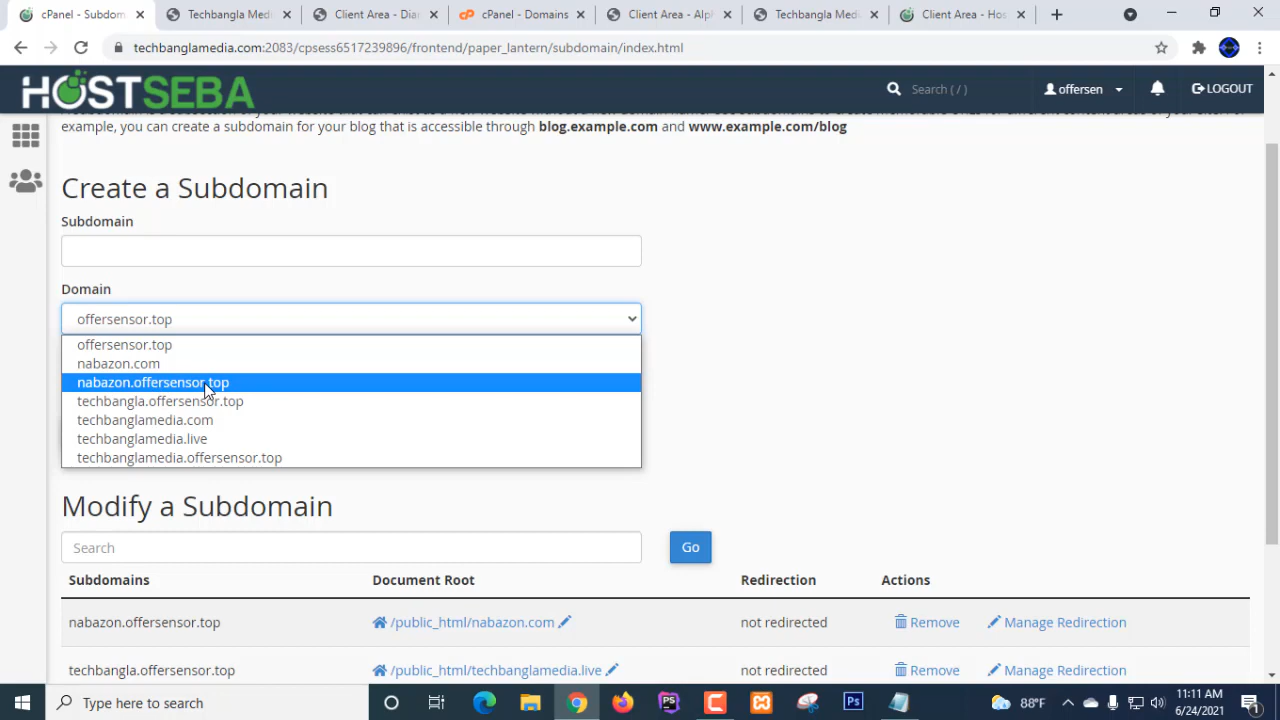 cPanel - Subdom
Techbangla Med
Client Area - Dia
cPanel - Domains
Client Area - Alp
Techbangla Med
Client Area - Hos
techbanglamedia.com:2083/cpsess6517239896/frontend/paper_lantern/subdomain/index.html
HOSTSEBA
Search ( / )
offersen
LOGOUT
example, you can create a subdomain for your blog that is accessible through blog.example.com and www.example.com/blog
Create a Subdomain
Subdomain
Domain
offersensor.top
offersensor.top
nabazon.com
nabazon.offersensor.top
techbangla.offersensor.top
techbanglamedia.com
techbanglamedia.live
techbanglamedia.offersensor.top
Modify a Subdomain
Search
Go
Subdomains Document Root Redirection Actions
nabazon.offersensor.top /public_html/nabazon.com not redirected Remove Manage Redirection
techbangla.offersensor.top /public_html/techbanglamedia.live not redirected Remove Manage Redirection
Type here to search
PS
Ps
88°F
11:11 AM
6/24/2021
1